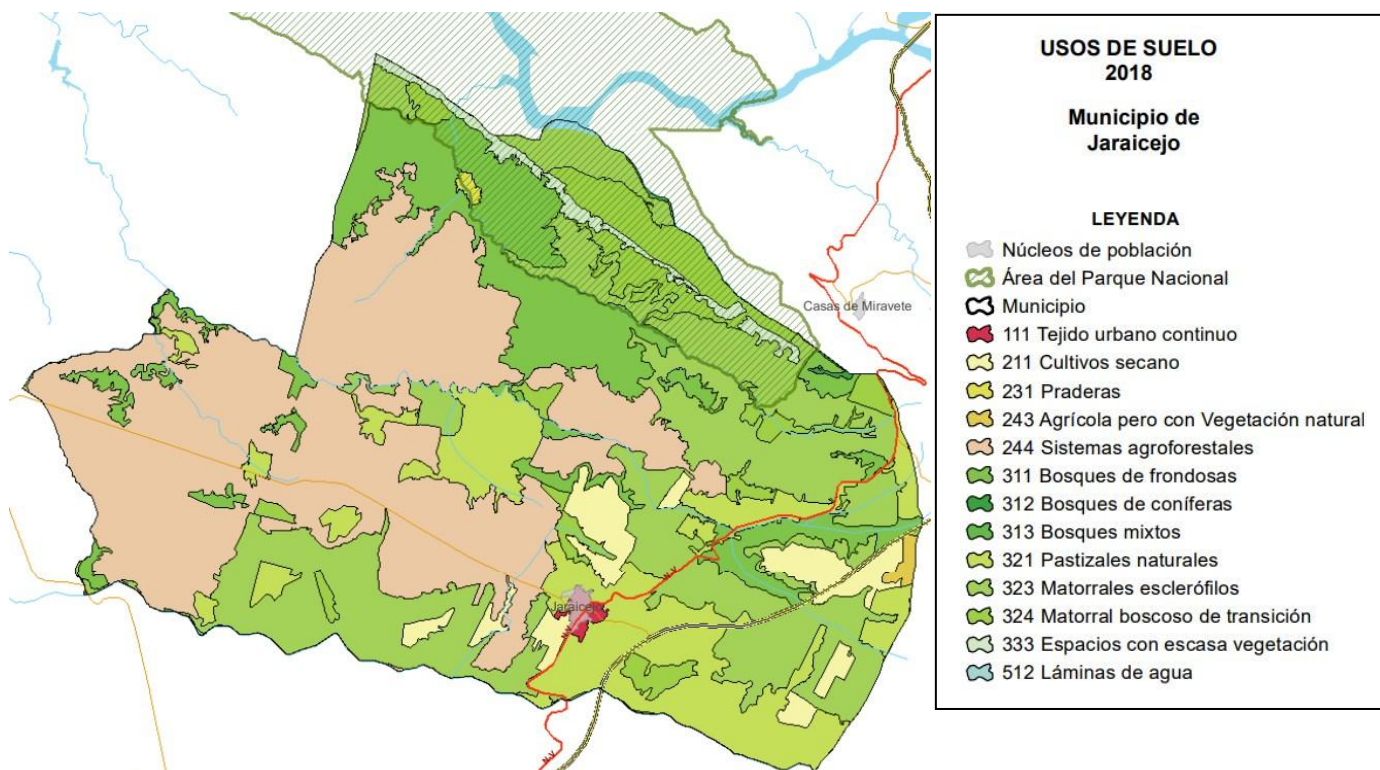 USOS DE SUELO
2018
Municipio de
Jaraicejo
LEYENDA
Núcleos de población
Área del Parque Nacional
Municipio
111 Tejido urbano continuo
211 Cultivos secano
231 Praderas
243 Agrícola pero con Vegetación natural
244 Sistemas agroforestales
311 Bosques de frondosas
312 Bosques de coníferas
313 Bosques mixtos
321 Pastizales naturales
323 Matorrales esclerófilos
324 Matorral boscoso de transición
333 Espacios con escasa vegetación
512 Láminas de agua
Casas de Miravete
N-V
Jaraicejo
N-V